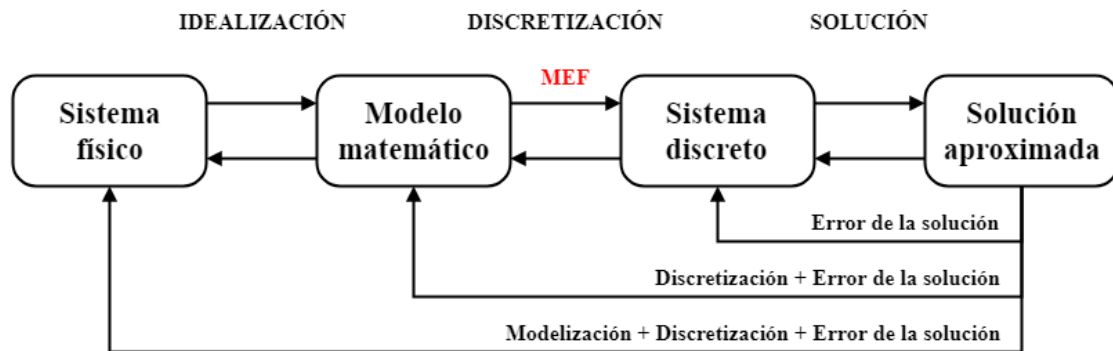 IDEALIZACIÓN
DISCRETIZACIÓN
SOLUCIÓN
MEF
Sistema
físico
Modelo
matemático
Sistema
discreto
Solución
aproximada
Error de la solución
Discretización + Error de la solución
Modelización + Discretización + Error de la solución